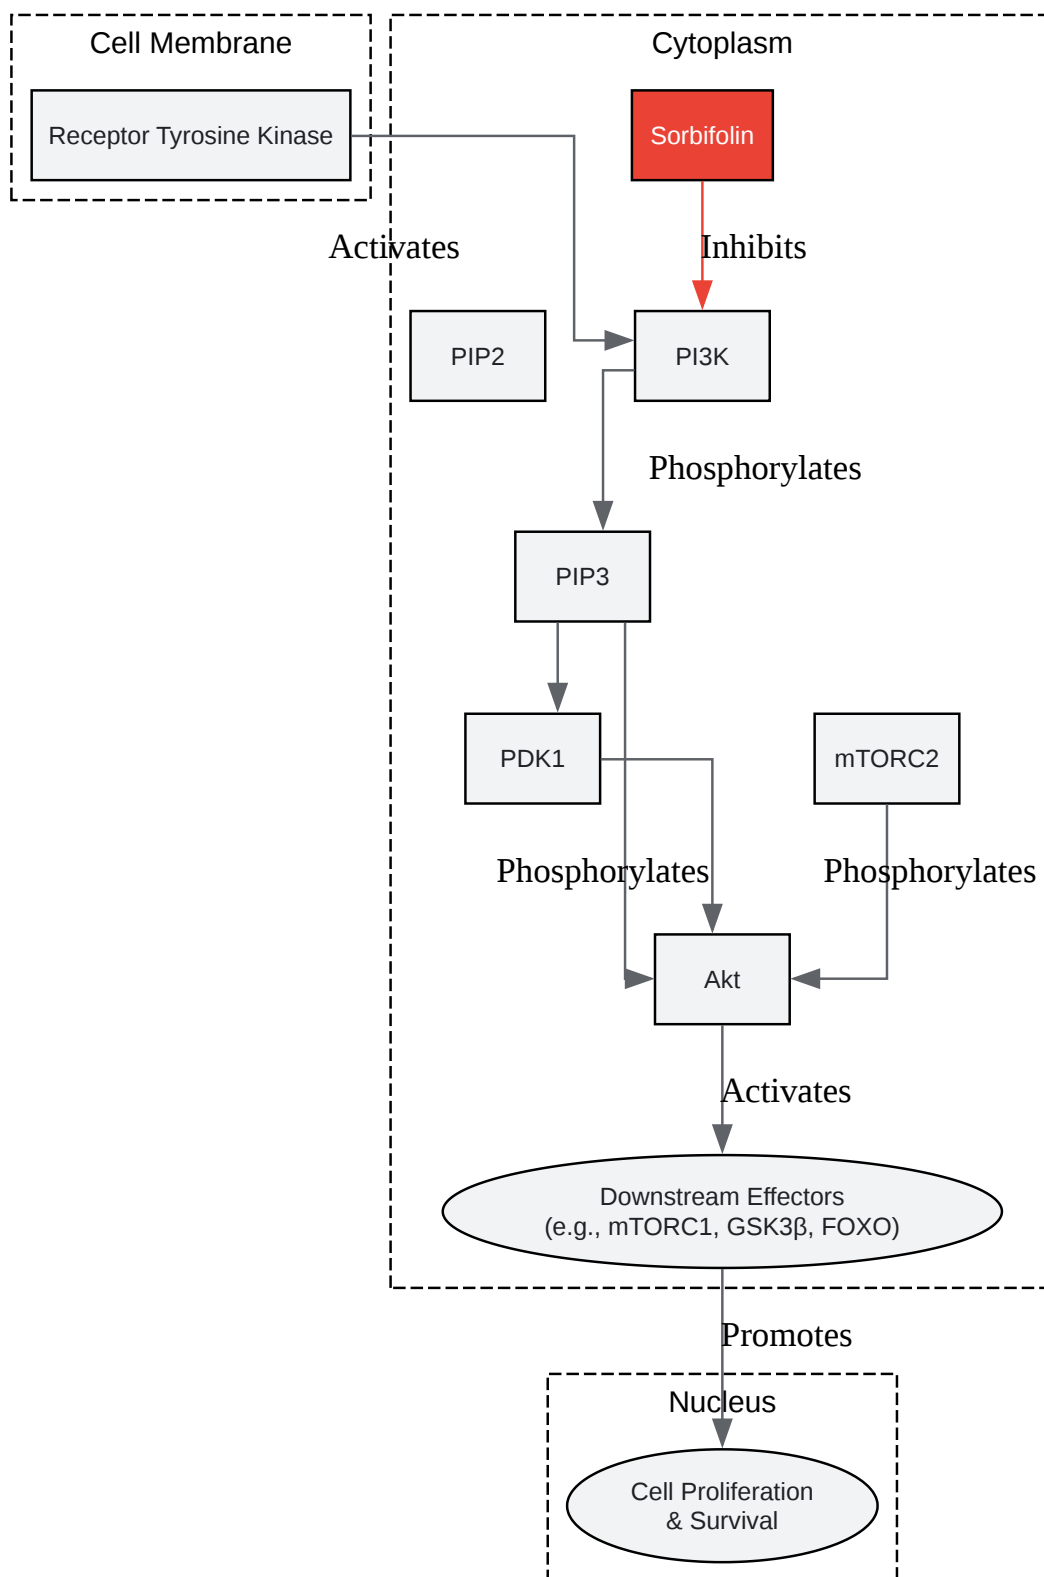 Cell Membrane
Cytoplasm
Receptor Tyrosine Kinase
Sorbifolin
Activates
Inhibits
PIP2
PI3K
Phosphorylates
PIP3
PDK1
mTORC2
Phosphorylates
Phosphorylates
Akt
Activates
Downstream Effectors
(e.g., mTORC1, GSK3β, FOXO)
Promotes
Nucleus
Cell Proliferation
& Survival